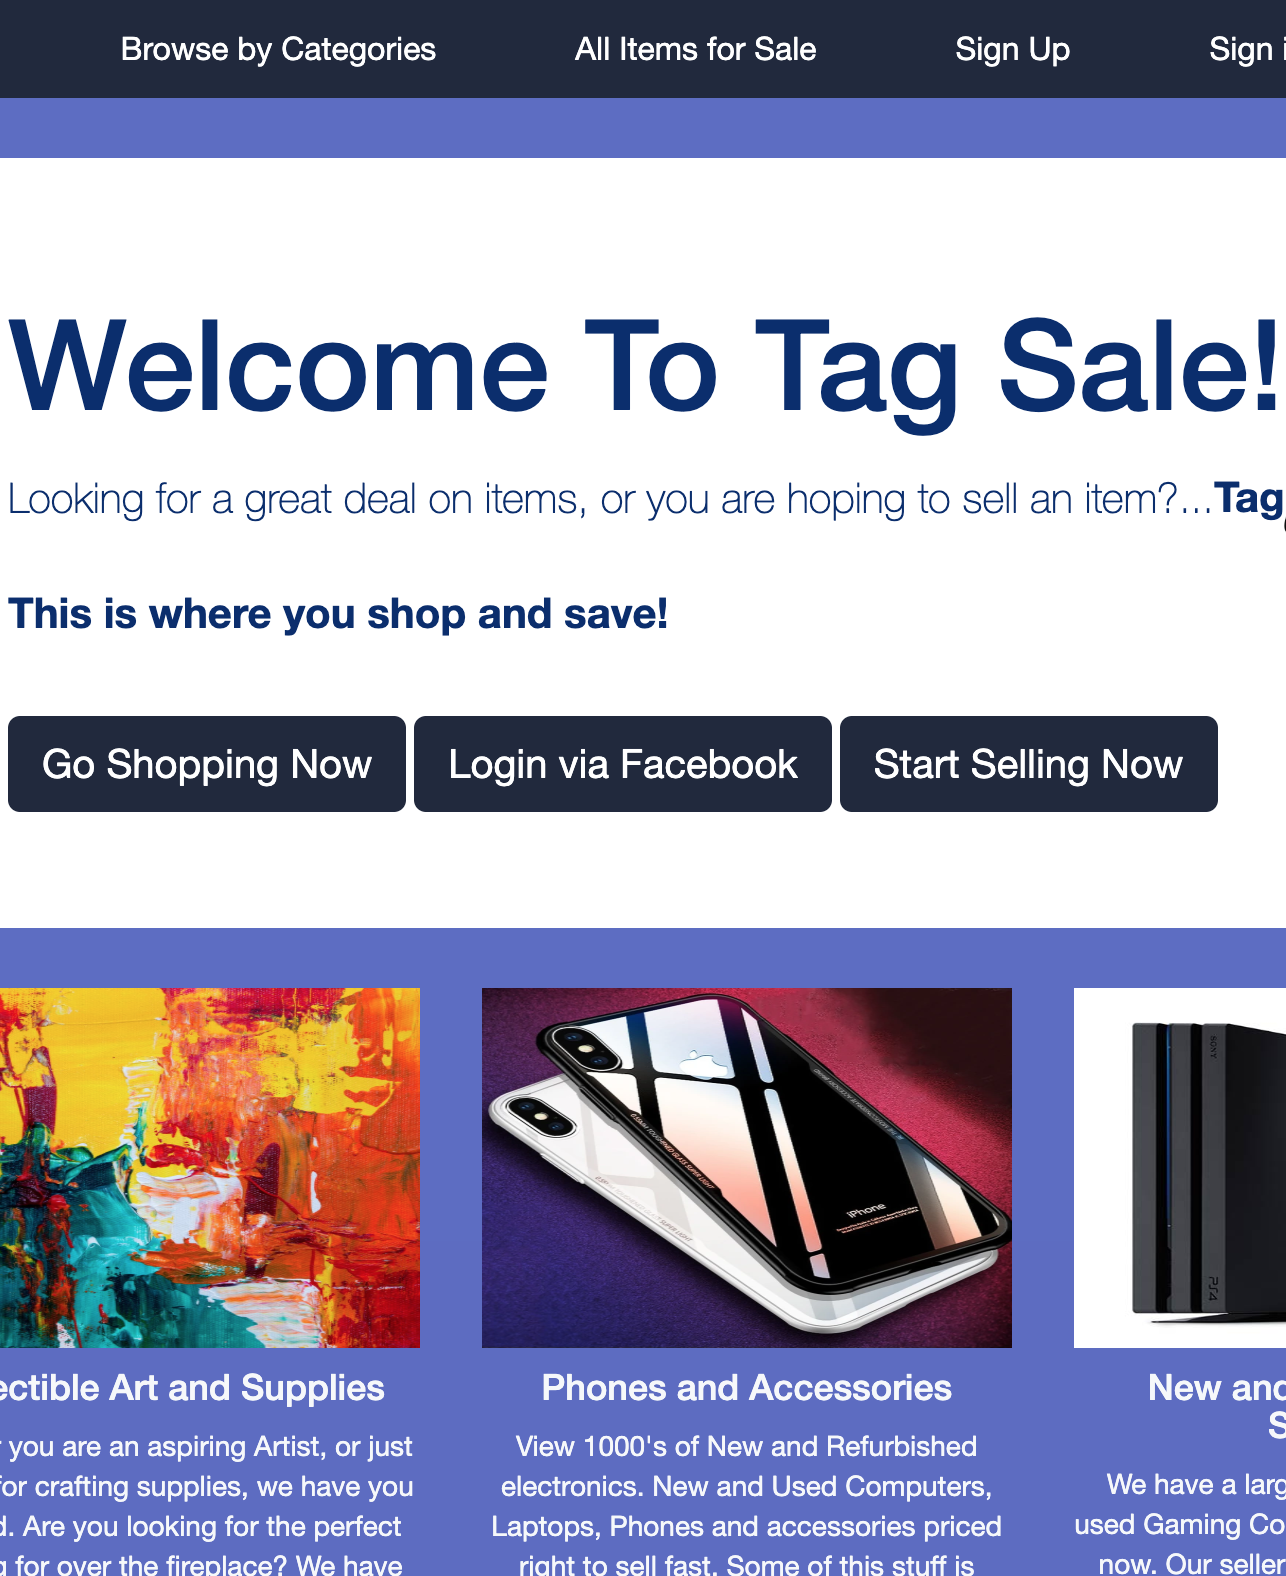 Browse by Categories All Items for Sale Sign Up Sign
Welcome To Tag Sale!
Looking for a great deal on items, or you are hoping to sell an item?...Tag
This is where you shop and save!
Go Shopping Now Login via Facebook Start Selling Now
SONY
iPhone
PS4
ectible Art and Supplies
you are an aspiring Artist, or just
for crafting supplies, we have you
d. Are you looking for the perfect
g for over the fireplace? We have
Phones and Accessories
View 1000's of New and Refurbished
electronics. New and Used Computers,
Laptops, Phones and accessories priced
right to sell fast. Some of this stuff is
New and
S
We have a larg
used Gaming Co
now. Our seller